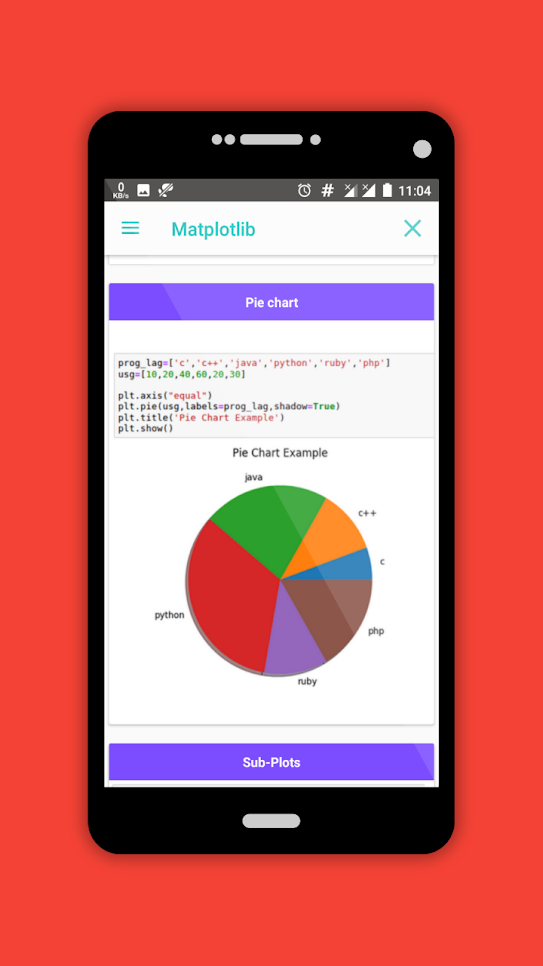 0
KB/s
11:04
Matplotlib
Pie chart
prog_lag=['c','c++','java','python','ruby','php']
usg=[10,20,40,60,20,30]
plt.axis("equal")
plt.pie(usg,labels=prog_lag,shadow=True)
plt.title('Pie Chart Example')
plt.show()
Pie Chart Example
java
c++
c
python
php
ruby
Sub-Plots